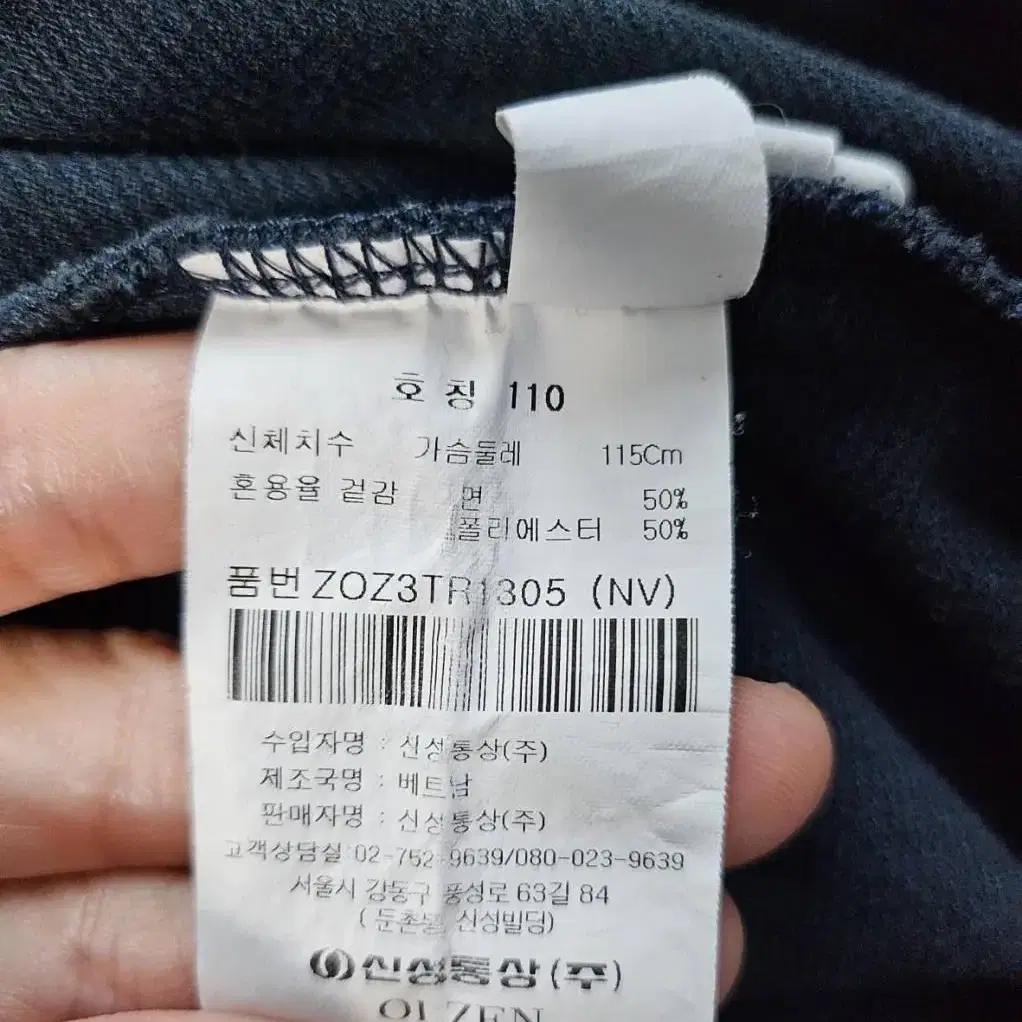 호칭 110
신체치수 가슴둘레 115Cm
혼용율 겉감 면 50%
폴리에스터 50%
품번 ZOZ3TR1305 (NV)
수입자명 : 신성통상(주)
제조국명 : 베트남
판매자명 : 신성통상(주)
고객상담실 02-752-9639/080-023-9639
서울시 강동구 풍성로 63길 84
(둔촌동, 신성빌딩)
신성통상(주)
OLZEN